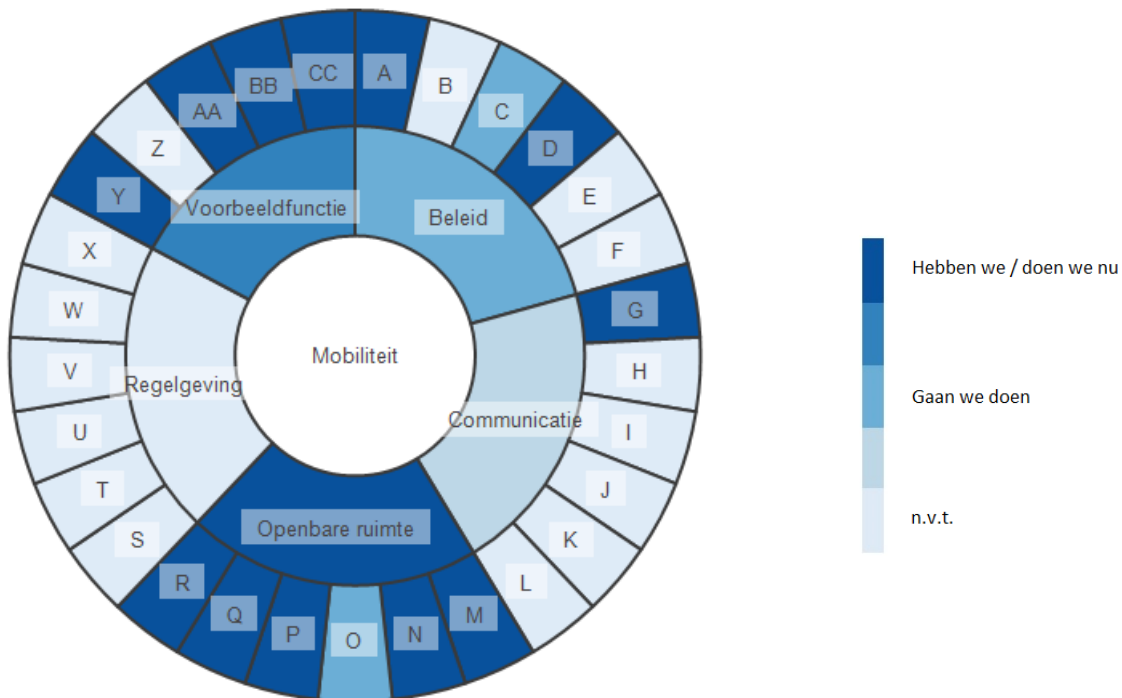 A
B
C
D
E
F
G
H
I
J
K
L
M
N
O
P
Q
R
S
T
U
V
W
X
Y
Z
AA
BB
CC
Voorbeeldfunctie
Beleid
Mobiliteit
Regelgeving
Communicatie
Openbare ruimte
Hebben we / doen we nu
Gaan we doen
n.v.t.